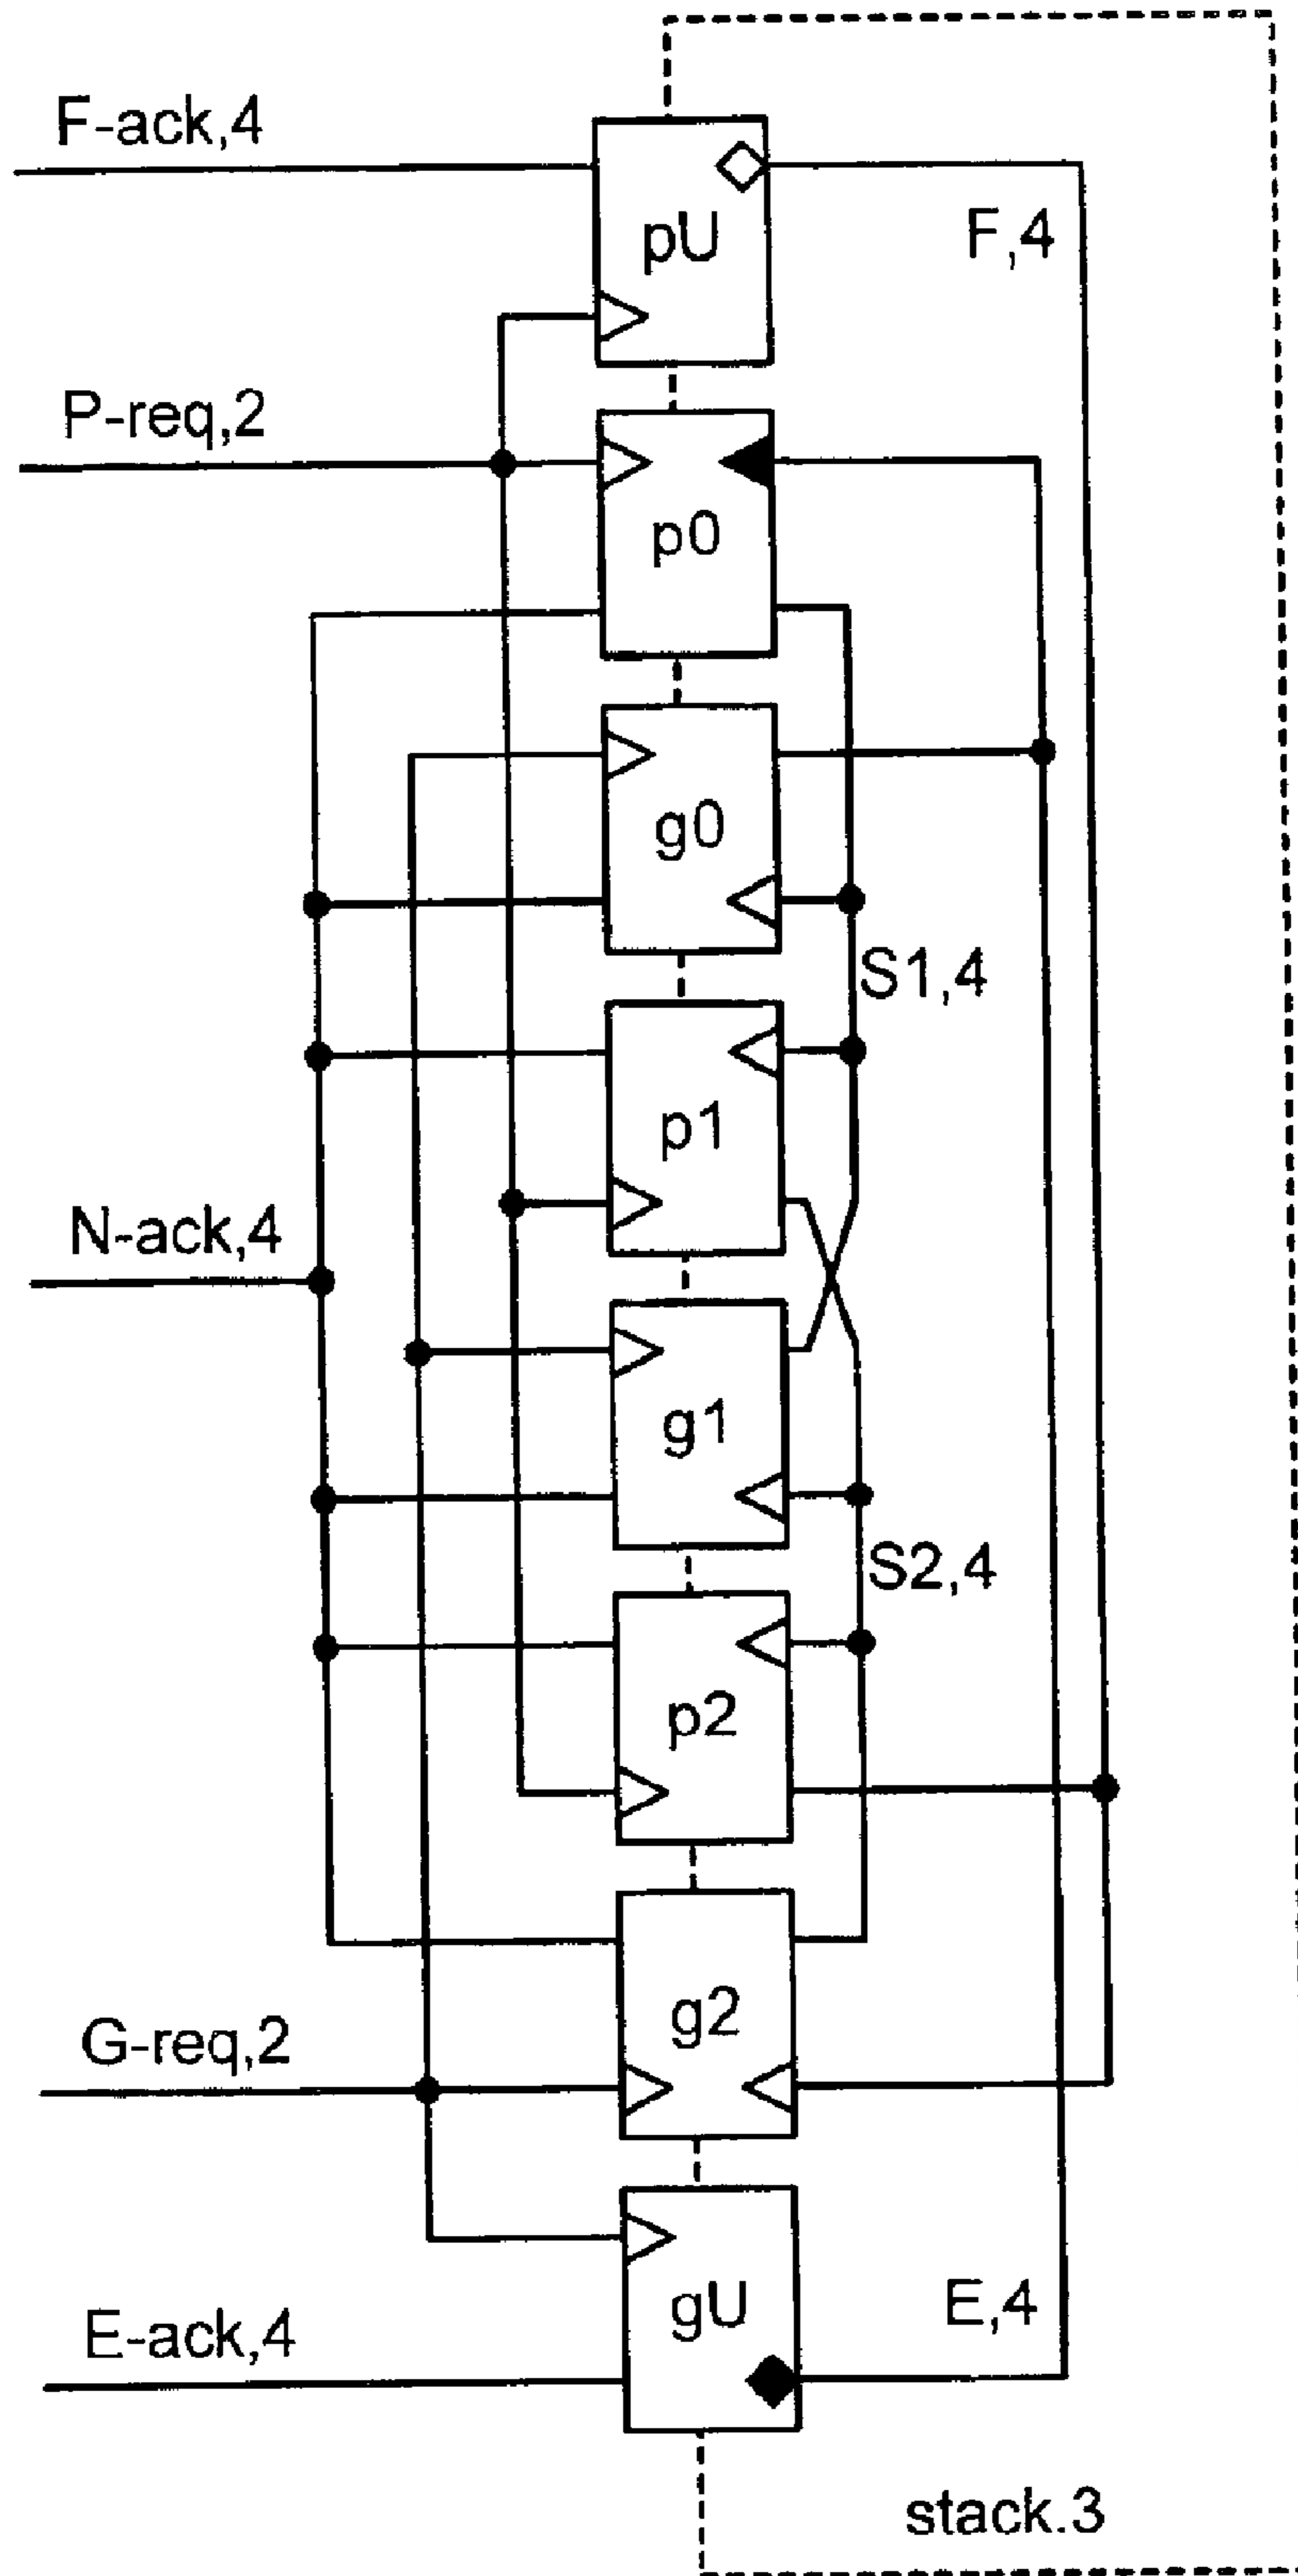 F-ack,4
pU
F,4
P-req,2
p0
g0
S1,4
p1
N-ack,4
g1
S2,4
p2
G-req,2
g2
gU
E,4
E-ack,4
stack.3